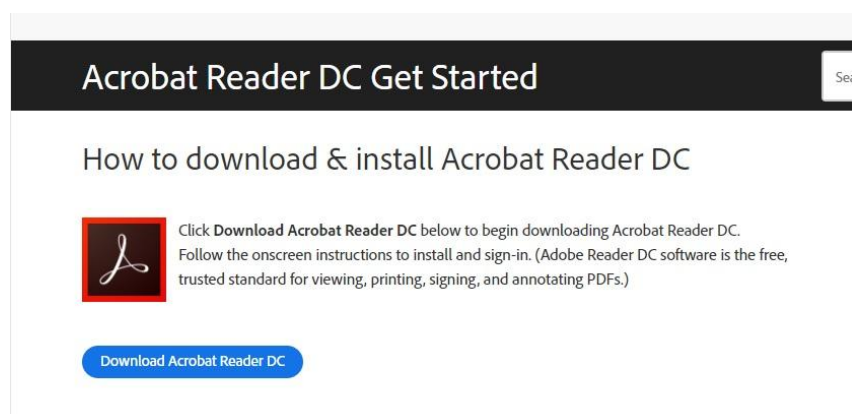 Acrobat Reader DC Get Started
How to download & install Acrobat Reader DC
Click Download Acrobat Reader DC below to begin downloading Acrobat Reader DC.
Follow the onscreen instructions to install and sign-in. (Adobe Reader DC software is the free,
trusted standard for viewing, printing, signing, and annotating PDFs.)
Download Acrobat Reader DC